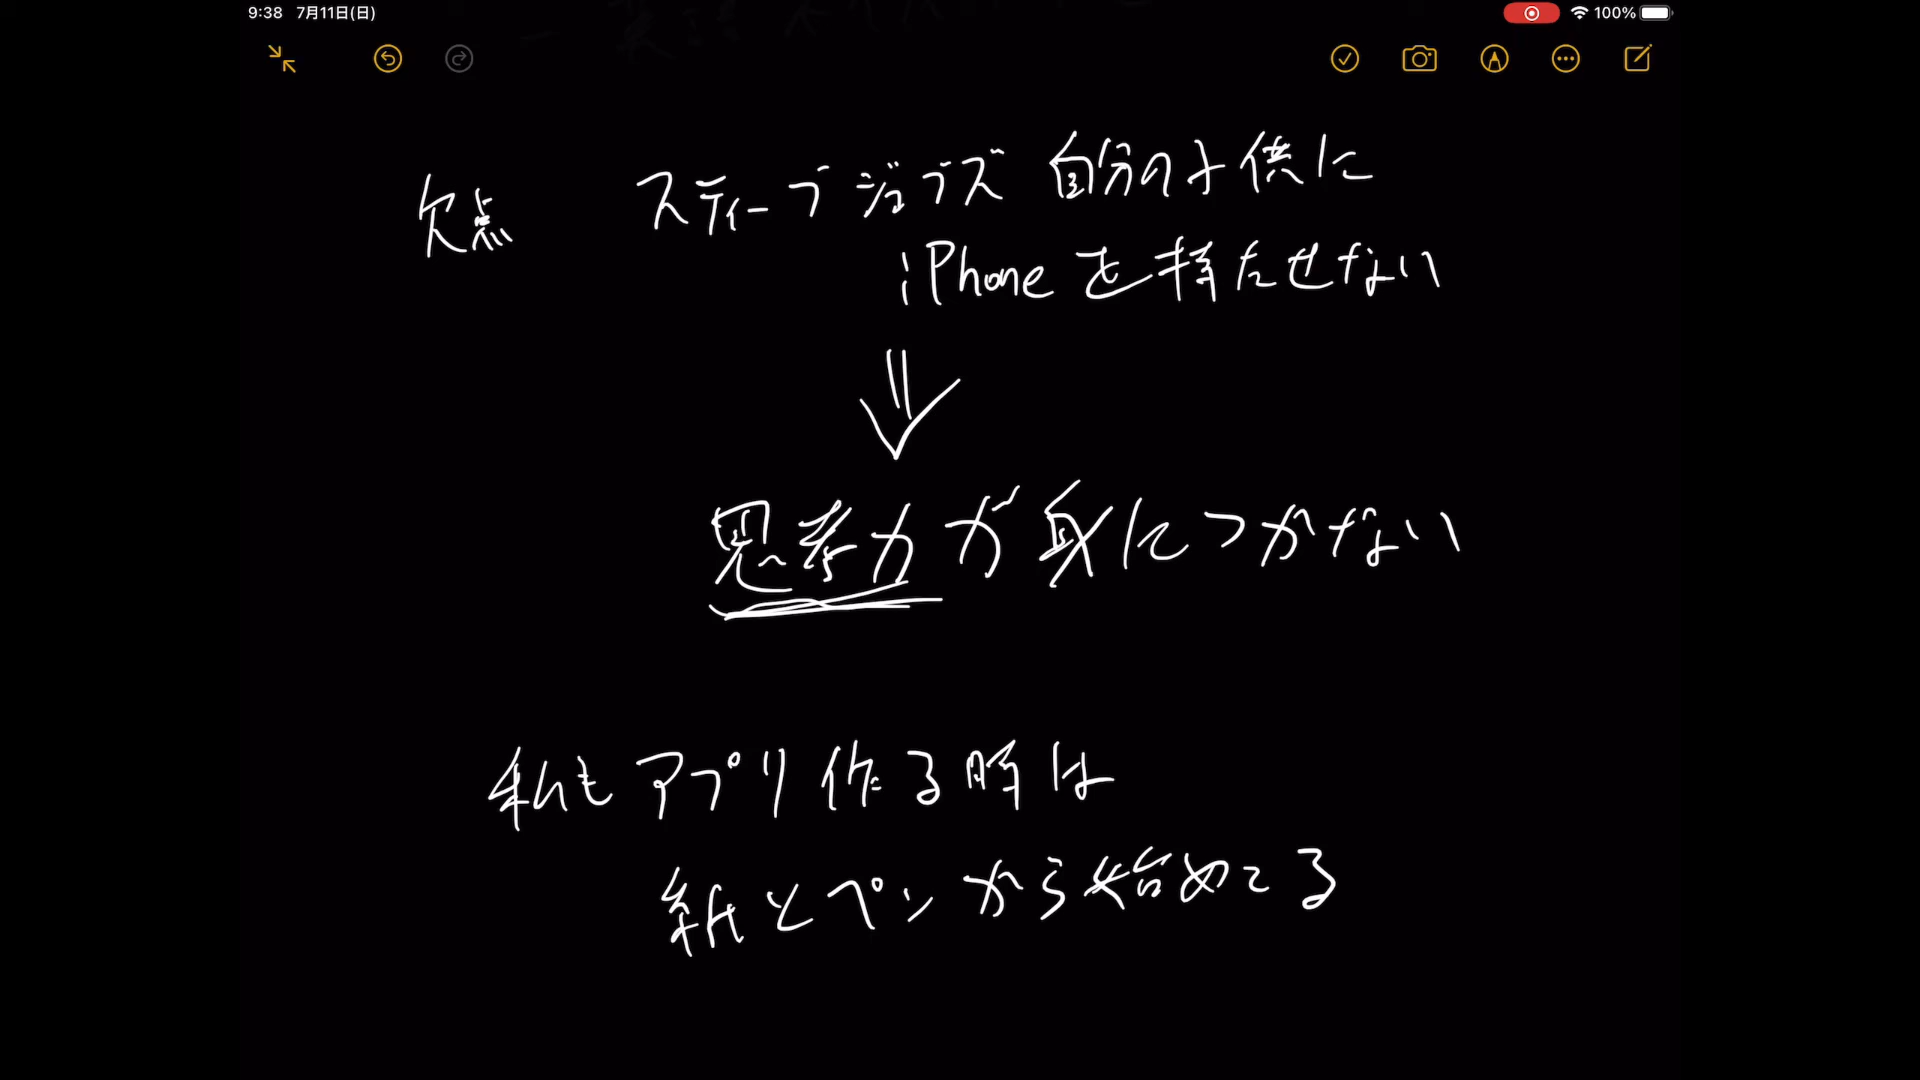 9:38 7月11日(日)
100%
欠点 スティーブジョブズ 自分の子供に
iPhoneを持たせない
思考力が身につかない
私もアプリ作る時は
紙とペンから始めてる